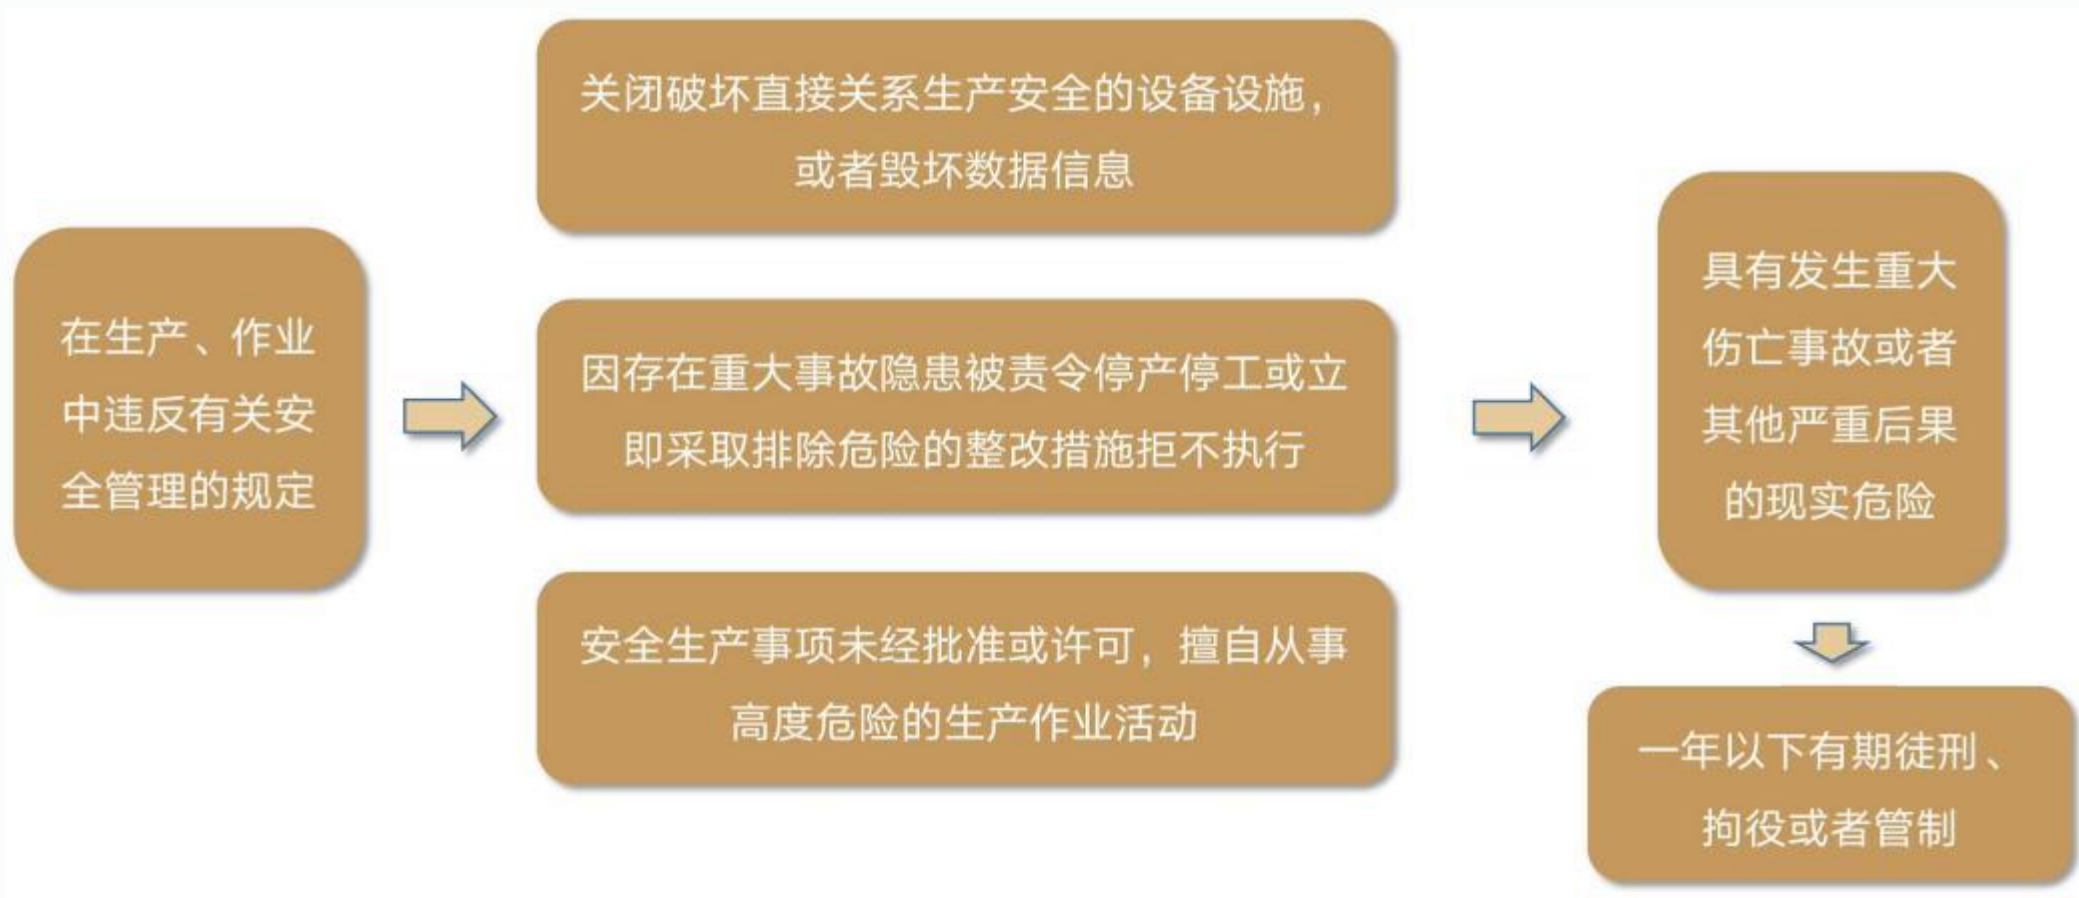 在生产、作业
中违反有关安
全管理的规定
关闭破坏直接关系生产安全的设备设施，
或者毁坏数据信息
因存在重大事故隐患被责令停产停工或立
即采取排除危险的整改措施拒不执行
安全生产事项未经批准或许可，擅自从事
高度危险的生产作业活动
具有发生重大
伤亡事故或者
其他严重后果
的现实危险
一年以下有期徒刑、
拘役或者管制